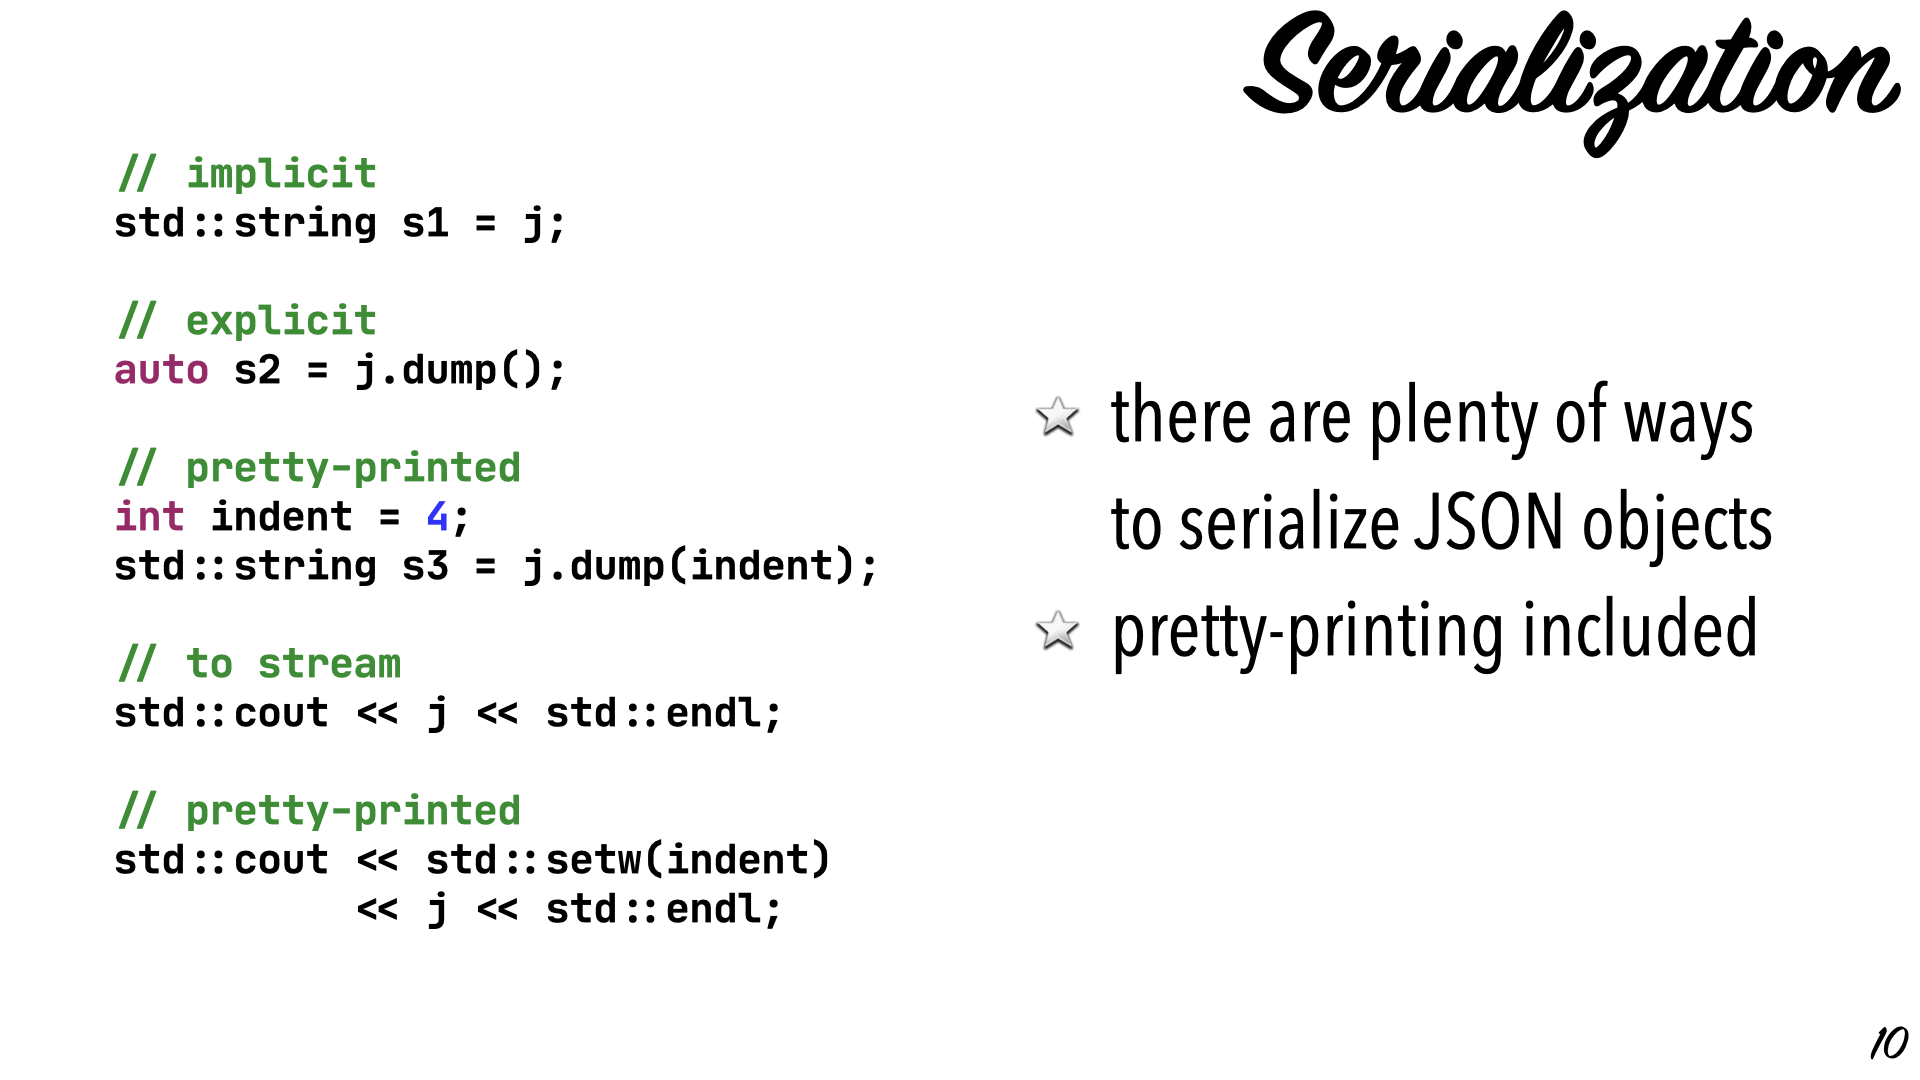 Serialization
// implicit
std::string s1 = j;
// explicit
auto s2 = j.dump();
// pretty-printed
int indent = 4;
std::string s3 = j.dump(indent);
// to stream
std::cout << j << std::endl;
// pretty-printed
std::cout << std::setw(indent)
<< j << std::endl;
there are plenty of ways
to serialize JSON objects
pretty-printing included
10